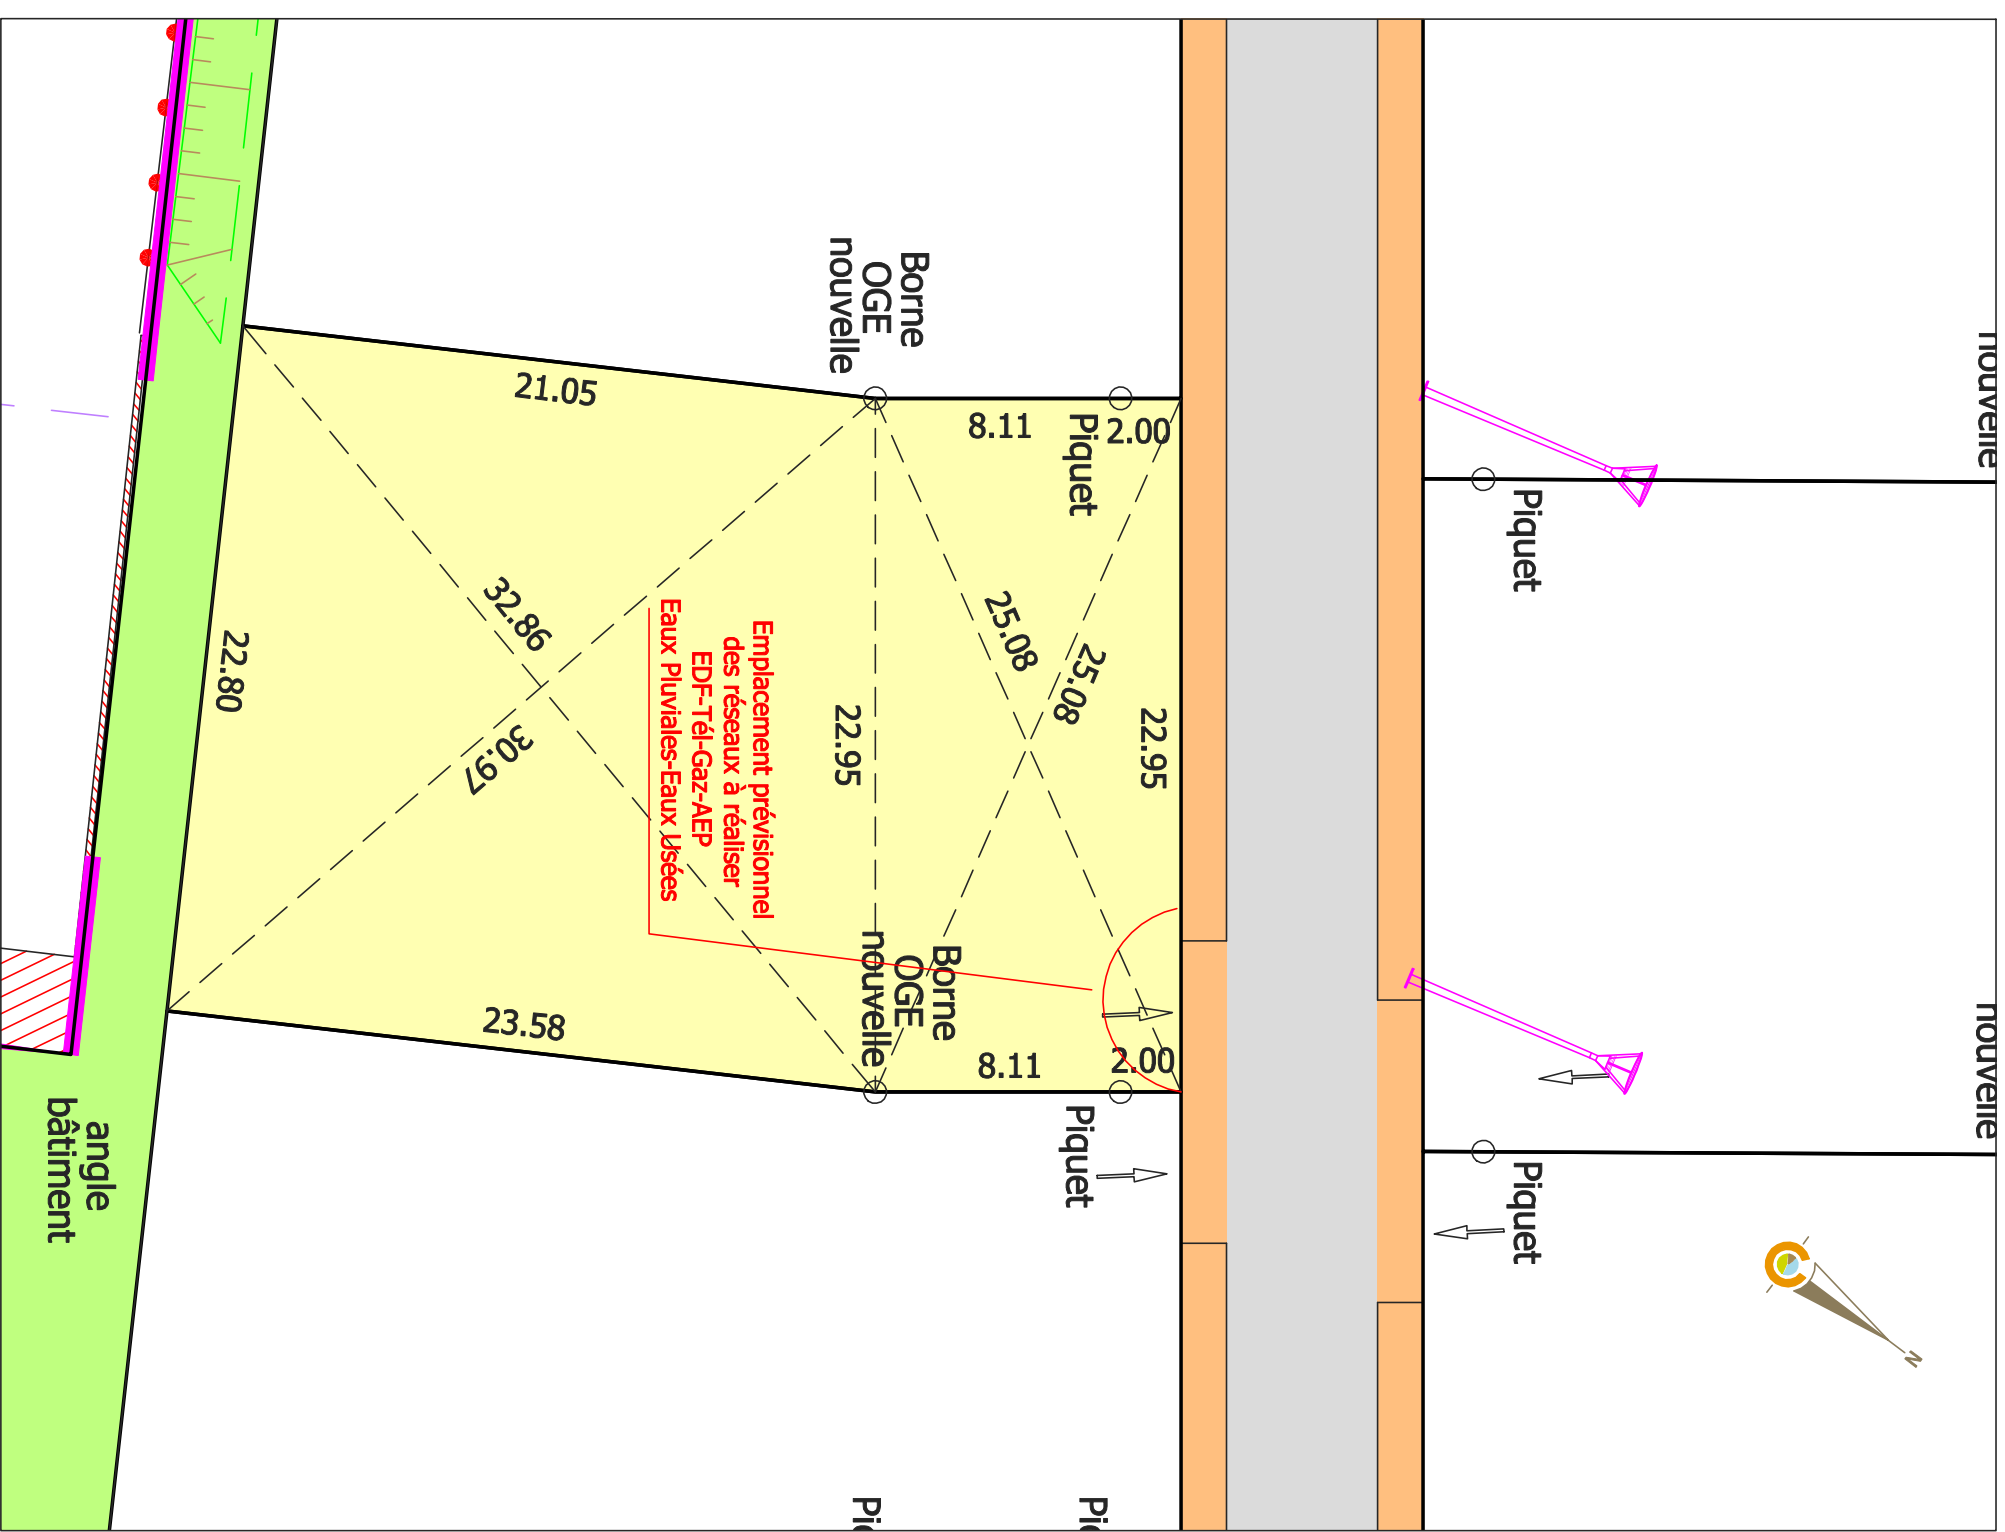 nouvelle
Piquet
nouvelle
Piquet
Borne
OGE
nouvelle
21.05
8.11
2.00
Piquet
32.86
30.97
25.08
25.08
22.80
22.95
22.95
Emplacement prévisionnel
des réseaux à réaliser
EDF-Tél-Gaz-AEP
Eaux Pluviales-Eaux Usées
Borne
OGE
nouvelle
23.58
8.11
2.00
Piquet
angle
bâtiment
N